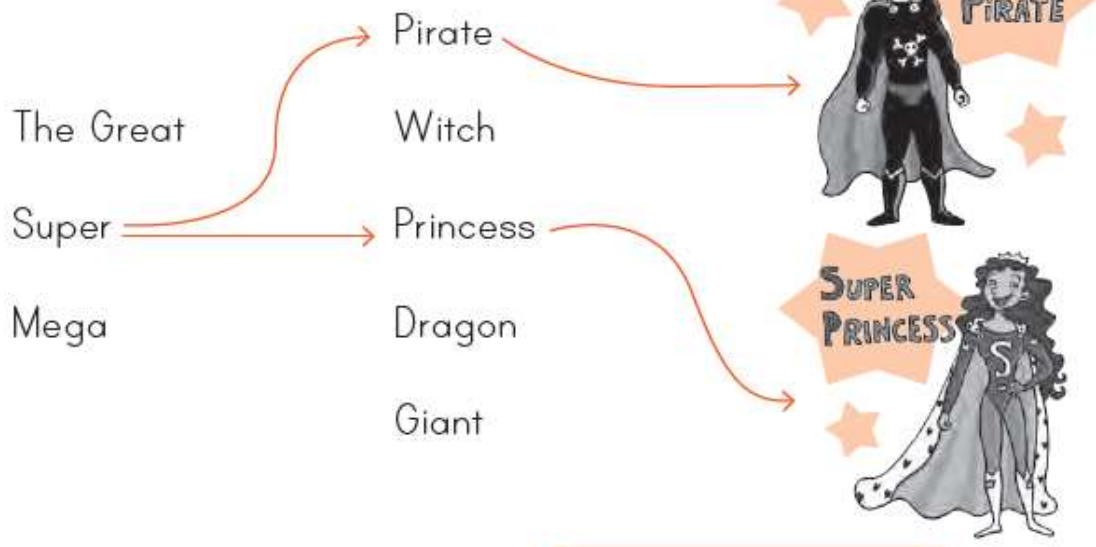 Pirate
PIRATE
The Great
Witch
Super
Princess
SUPER
PRINCESS
S
Mega
Dragon
Giant